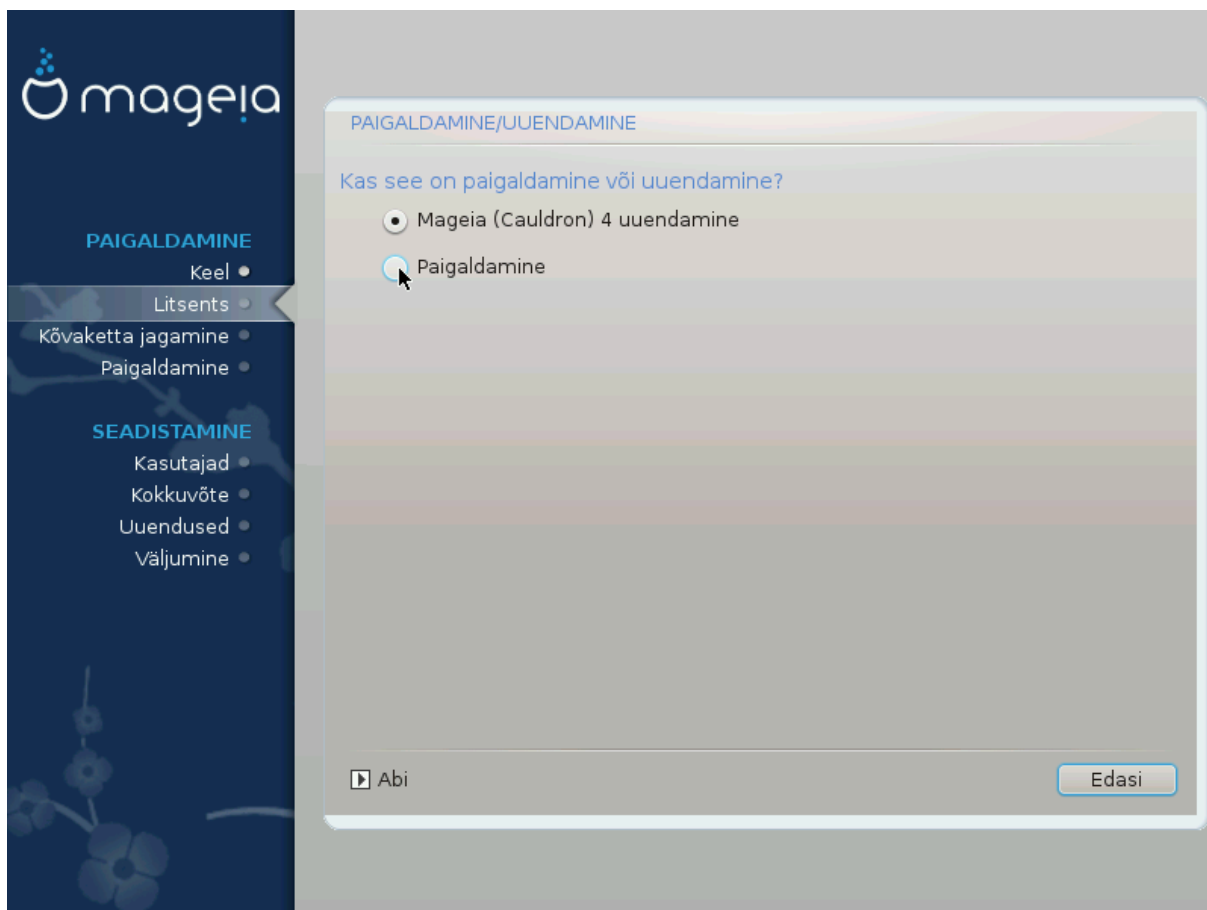 mageia
PAIGALDAMINE
Keel
Litsents
Kõvaketta jagamine
Paigaldamine
SEADISTAMINE
Kasutajad
Kokkuvõte
Uuendused
Väljumine
PAIGALDAMINE/UUENDAMINE
Kas see on paigaldamine või uuendamine?
Mageia (Cauldron) 4 uuendamine
Paigaldamine
Abi
Edasi